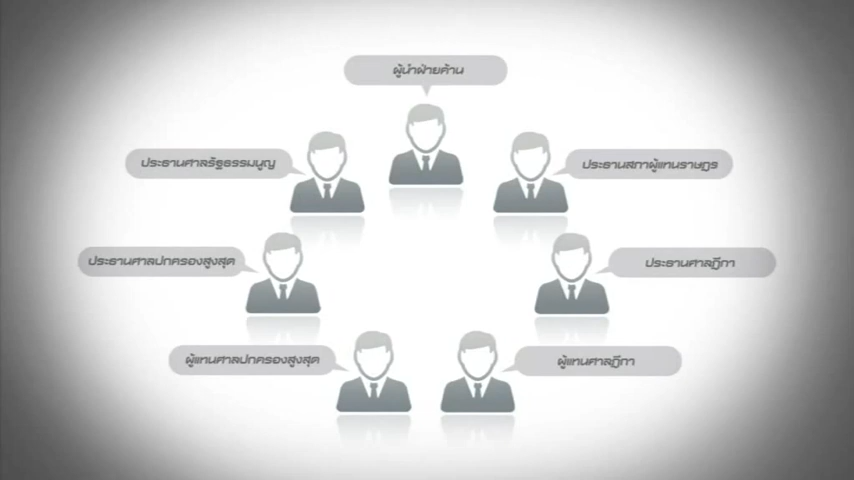 ผู้นำฝ่ายค้าน
ประธานศาลรัฐธรรมนูญ
ประธานสภาผู้แทนราษฎร
ประธานศาลปกครองสูงสุด
ประธานศาลฎีกา
ผู้แทนศาลปกครองสูงสุด
ผู้แทนศาลฎีกา